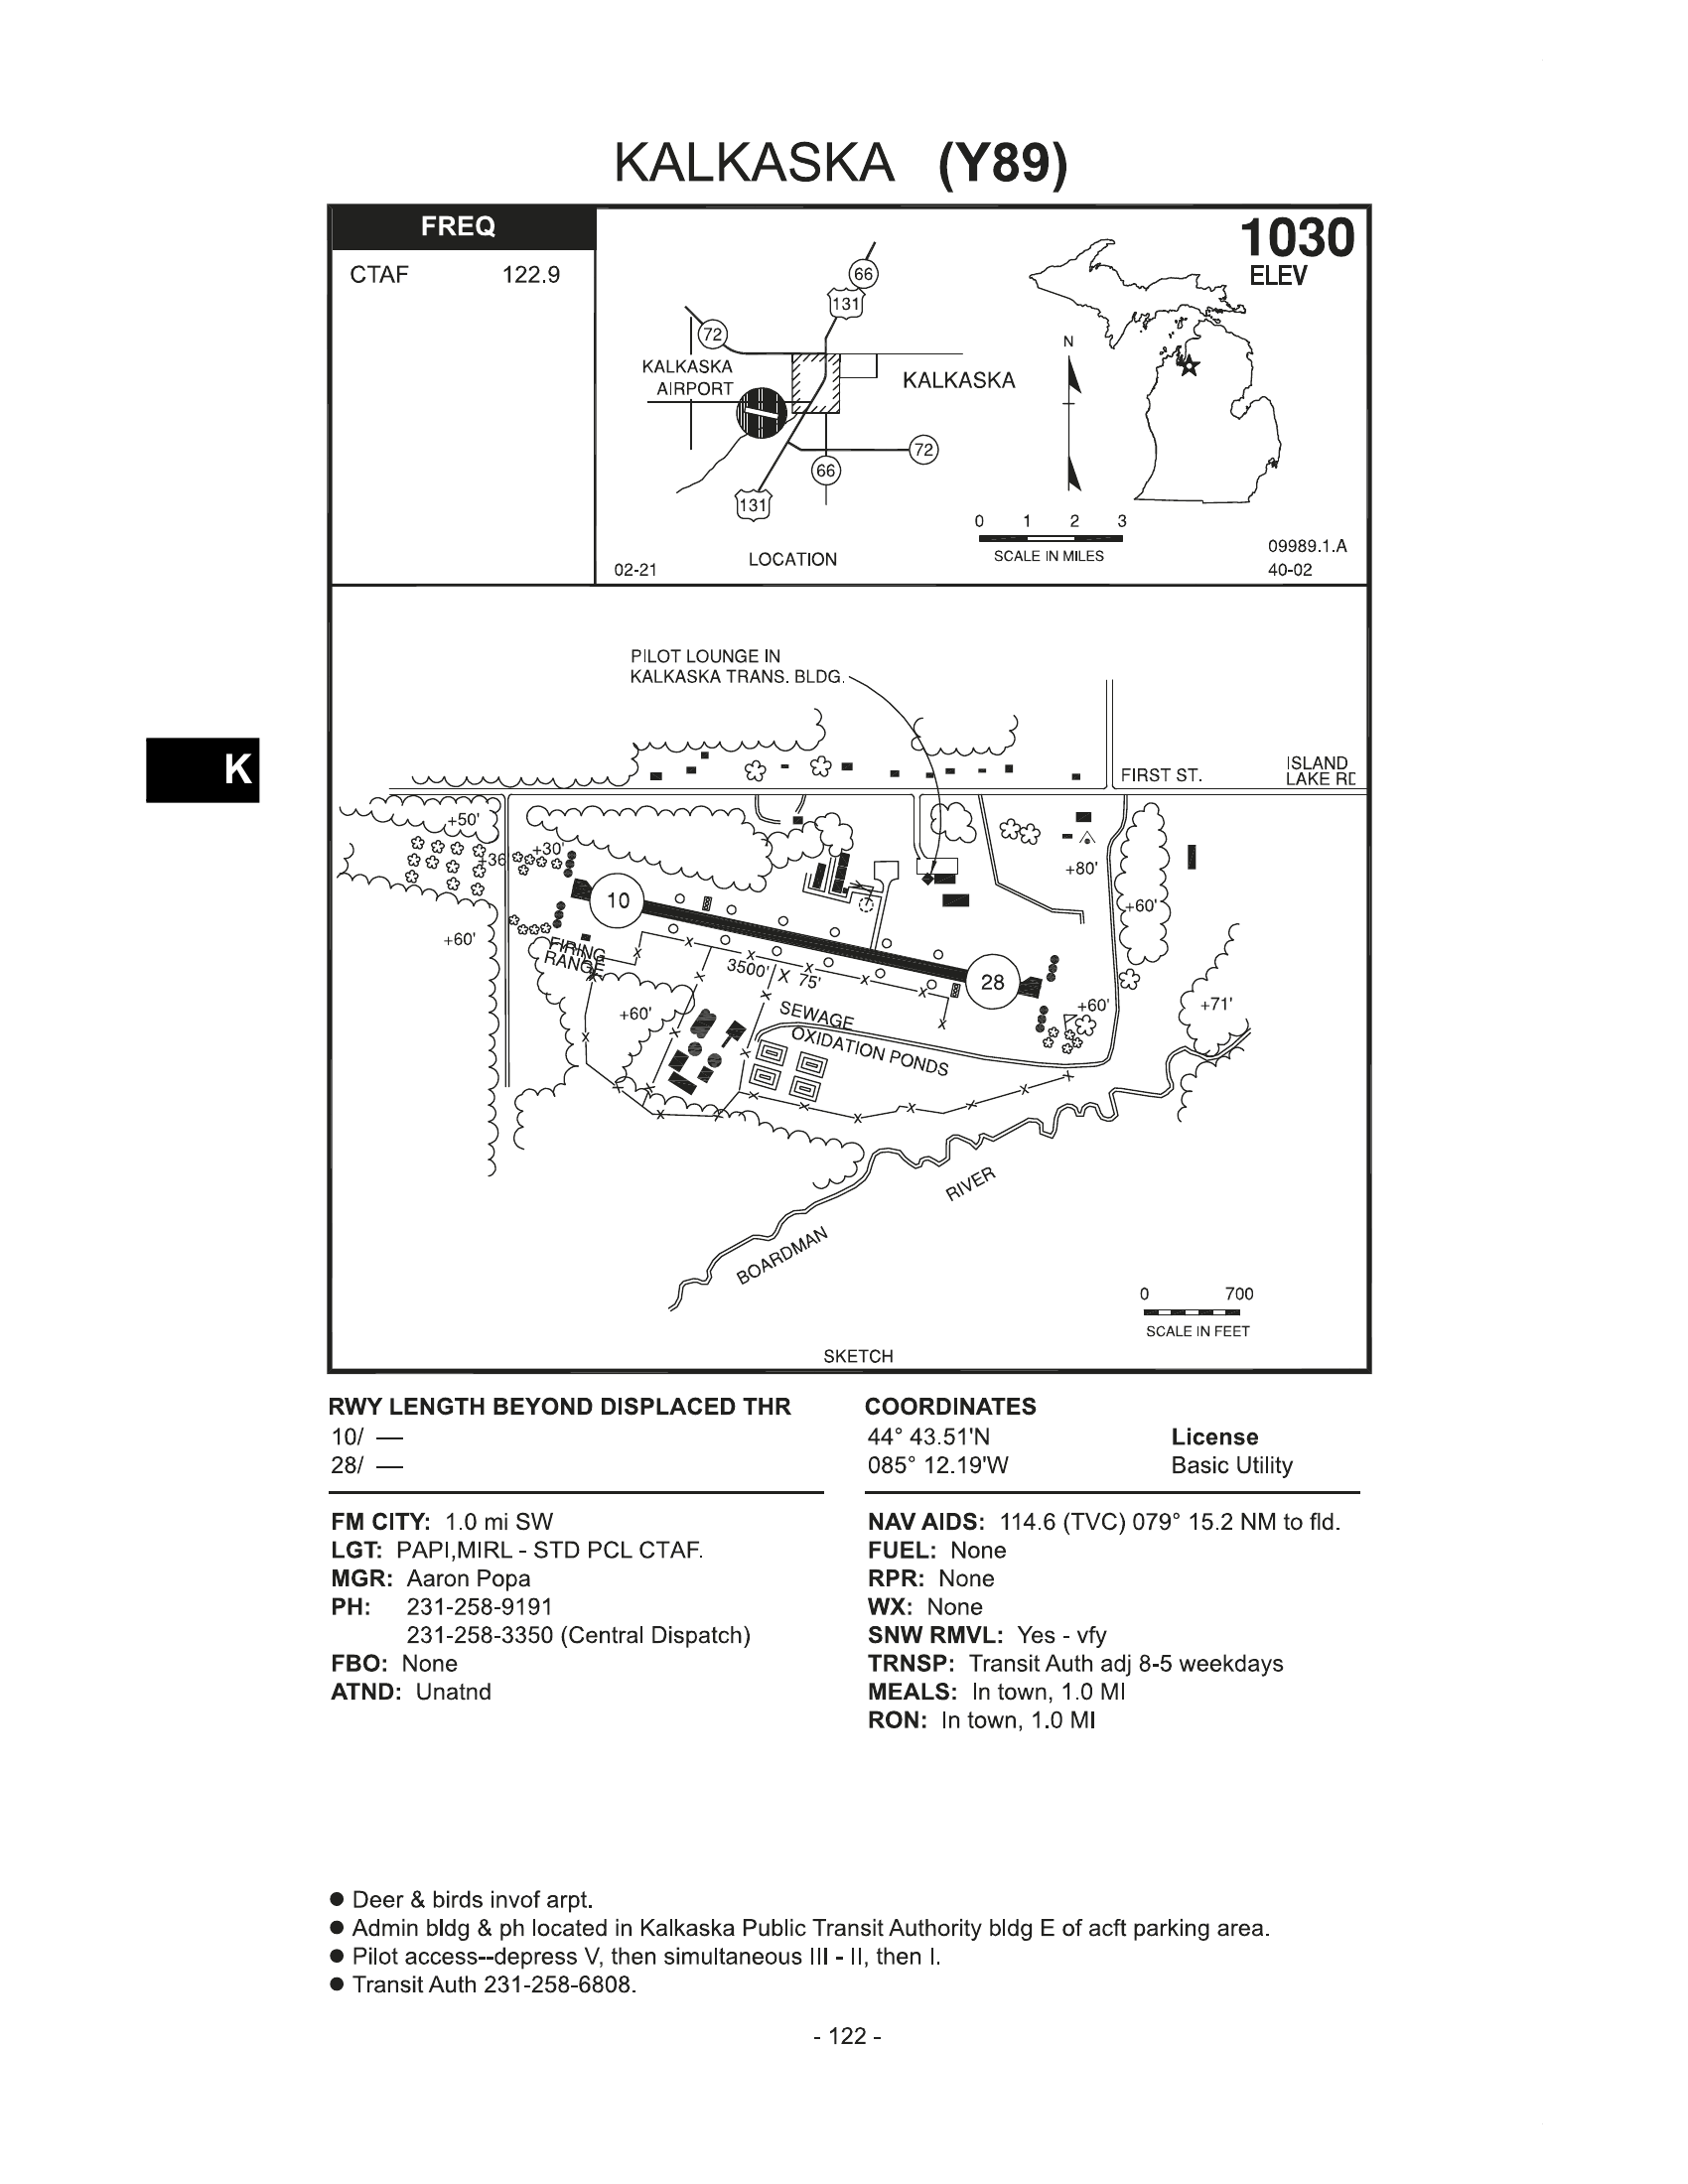 KALKASKA (Y89)
FREQ
CTAF 122.9
1030
ELEV
66
131
72
KALKASKA
AIRPORT
KALKASKA
72
66
131
N
0 1 2 3
SCALE IN MILES
LOCATION
02-21
09989.1.A
40-02
PILOT LOUNGE IN
KALKASKA TRANS. BLDG.
K
FIRST ST.
ISLAND
LAKE RD
+50'
+36
+30'
+80'
10
+60'
+60'
FIRING
RANGE
3500' X 75'
28
+60'
+60'
+71'
SEWAGE
OXIDATION PONDS
RIVER
BOARDMAN
0 700
SCALE IN FEET
SKETCH
RWY LENGTH BEYOND DISPLACED THR
10/ —
28/ —
COORDINATES
44° 43.51'N
085° 12.19'W
License
Basic Utility
FM CITY: 1.0 mi SW
LGT: PAPI,MIRL - STD PCL CTAF.
MGR: Aaron Popa
PH: 231-258-9191
231-258-3350 (Central Dispatch)
FBO: None
ATND: Unatnd
NAV AIDS: 114.6 (TVC) 079° 15.2 NM to fld.
FUEL: None
RPR: None
WX: None
SNW RMVL: Yes - vfy
TRNSP: Transit Auth adj 8-5 weekdays
MEALS: In town, 1.0 MI
RON: In town, 1.0 MI
● Deer & birds invof arpt.
● Admin bldg & ph located in Kalkaska Public Transit Authority bldg E of acft parking area.
● Pilot access--depress V, then simultaneous III - II, then I.
● Transit Auth 231-258-6808.
- 122 -